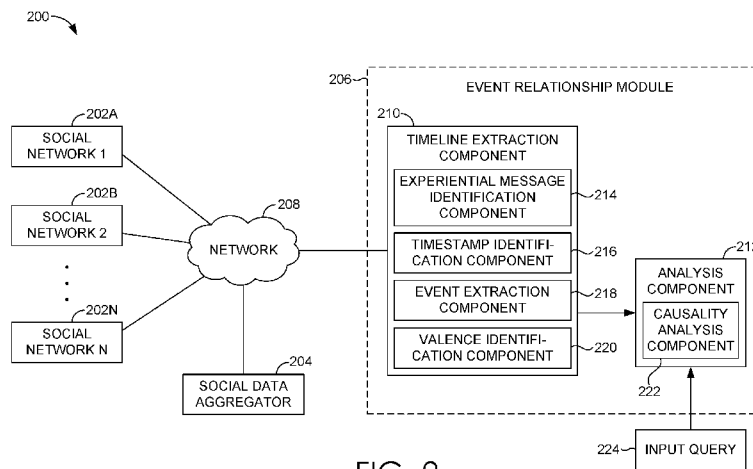 200
206
EVENT RELATIONSHIP MODULE
202A
SOCIAL
NETWORK 1
202B
SOCIAL
NETWORK 2
202N
SOCIAL
NETWORK N
208
NETWORK
204
SOCIAL DATA
AGGREGATOR
210
TIMELINE EXTRACTION
COMPONENT
EXPERIENTIAL MESSAGE
IDENTIFICATION
COMPONENT
214
TIMESTAMP IDENTIFI-
CATION COMPONENT
216
EVENT EXTRACTION
COMPONENT
218
VALENCE IDENTIFI-
CATION COMPONENT
220
ANALYSIS
COMPONENT
CAUSALITY
ANALYSIS
COMPONENT
222
224
INPUT QUERY